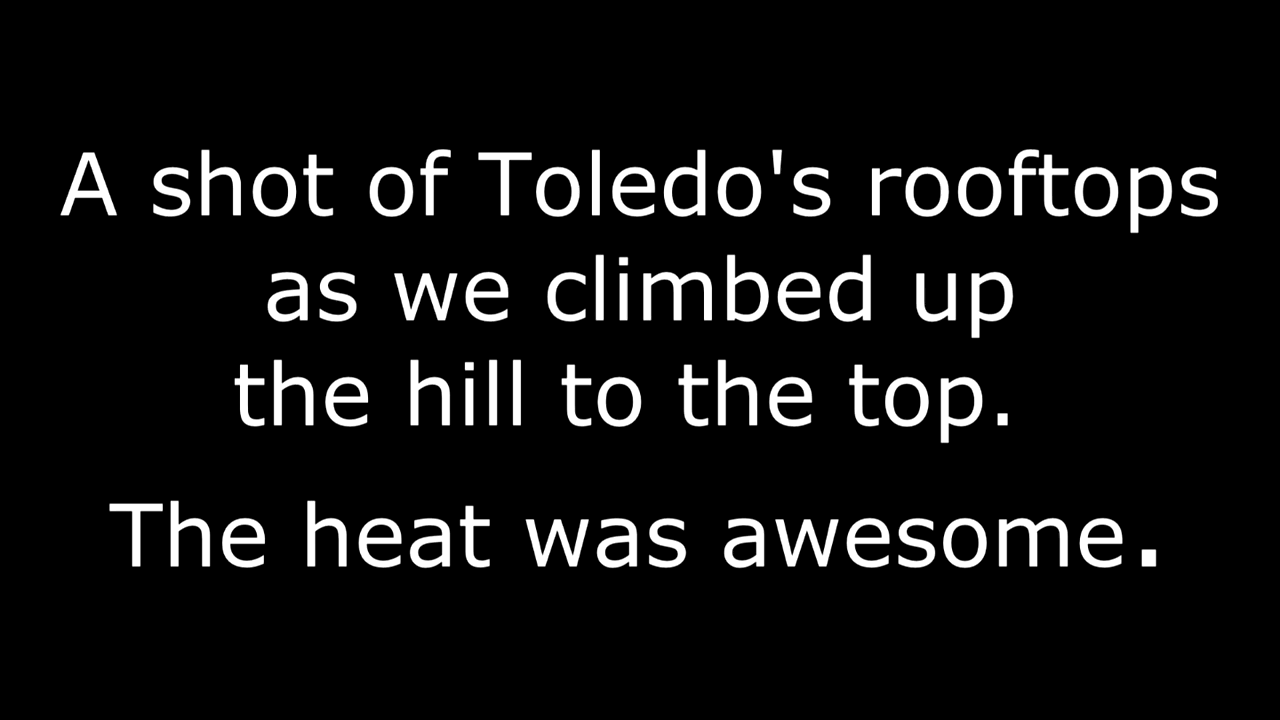 A shot of Toledo's rooftops
as we climbed up
the hill to the top.
The heat was awesome.